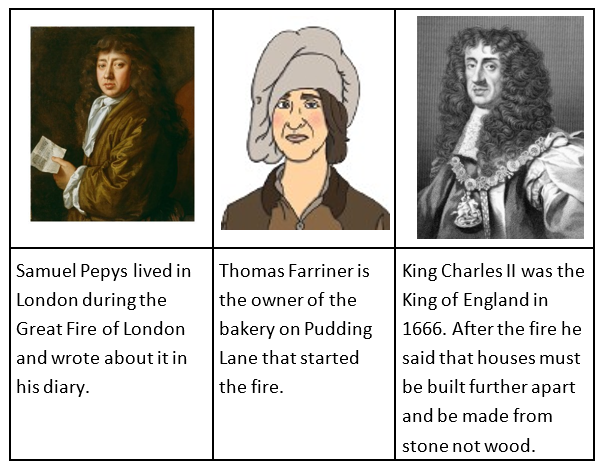 Samuel Pepys lived in
London during the
Great Fire of London
and wrote about it in
his diary.
Thomas Farriner is
the owner of the
bakery on Pudding
Lane that started
the fire.
King Charles II was the
King of England in
1666. After the fire he
said that houses must
be built further apart
and be made from
stone not wood.